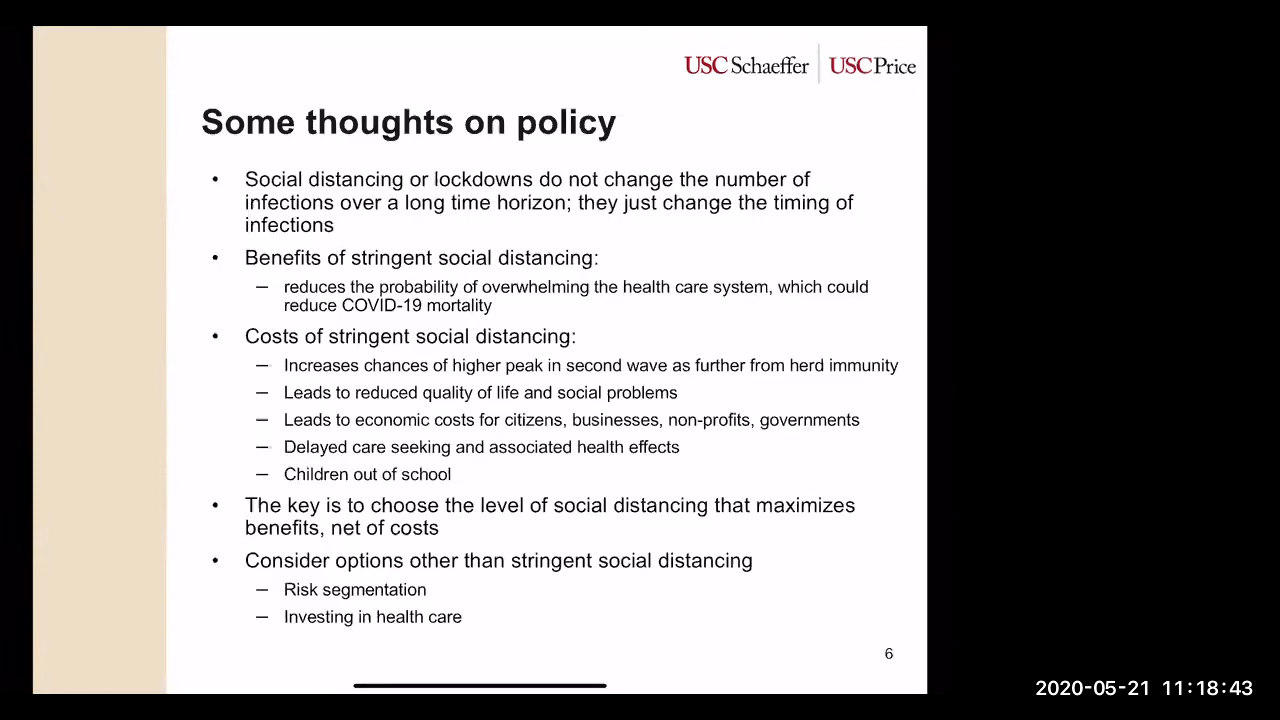 USC Schaeffer | USC Price
Some thoughts on policy
• Social distancing or lockdowns do not change the number of
infections over a long time horizon; they just change the timing of
infections
• Benefits of stringent social distancing:
– reduces the probability of overwhelming the health care system, which could
reduce COVID-19 mortality
• Costs of stringent social distancing:
– Increases chances of higher peak in second wave as further from herd immunity
– Leads to reduced quality of life and social problems
– Leads to economic costs for citizens, businesses, non-profits, governments
– Delayed care seeking and associated health effects
– Children out of school
• The key is to choose the level of social distancing that maximizes
benefits, net of costs
• Consider options other than stringent social distancing
– Risk segmentation
– Investing in health care
6
2020-05-21 11:18:43